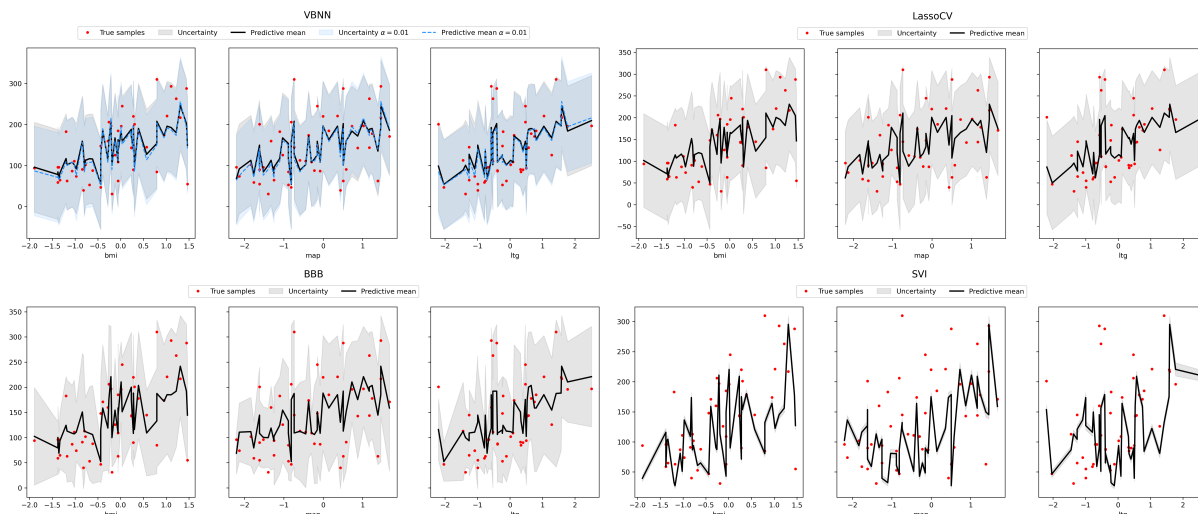 VBNN
True samples Uncertainty Predictive mean Uncertainty α = 0.01 Predictive mean α = 0.01
300
200
100
0
−2.0 −1.5 −1.0 −0.5 0.0 0.5 1.0 1.5
bmi
−2 −1 0 1
map
−2 −1 0 1 2
ltg
LassoCV
True samples Uncertainty Predictive mean
350
300
250
200
150
100
50
0
−50
−2.0 −1.5 −1.0 −0.5 0.0 0.5 1.0 1.5
bmi
−2 −1 0 1
map
−2 −1 0 1 2
ltg
BBB
True samples Uncertainty Predictive mean
350
300
250
200
150
100
50
0
−50
−2.0 −1.5 −1.0 −0.5 0.0 0.5 1.0 1.5
bmi
−2 −1 0 1
map
−2 −1 0 1 2
ltg
SVI
True samples Uncertainty Predictive mean
300
250
200
150
100
50
−2.0 −1.5 −1.0 −0.5 0.0 0.5 1.0 1.5
bmi
−2 −1 0 1
map
−2 −1 0 1 2
ltg